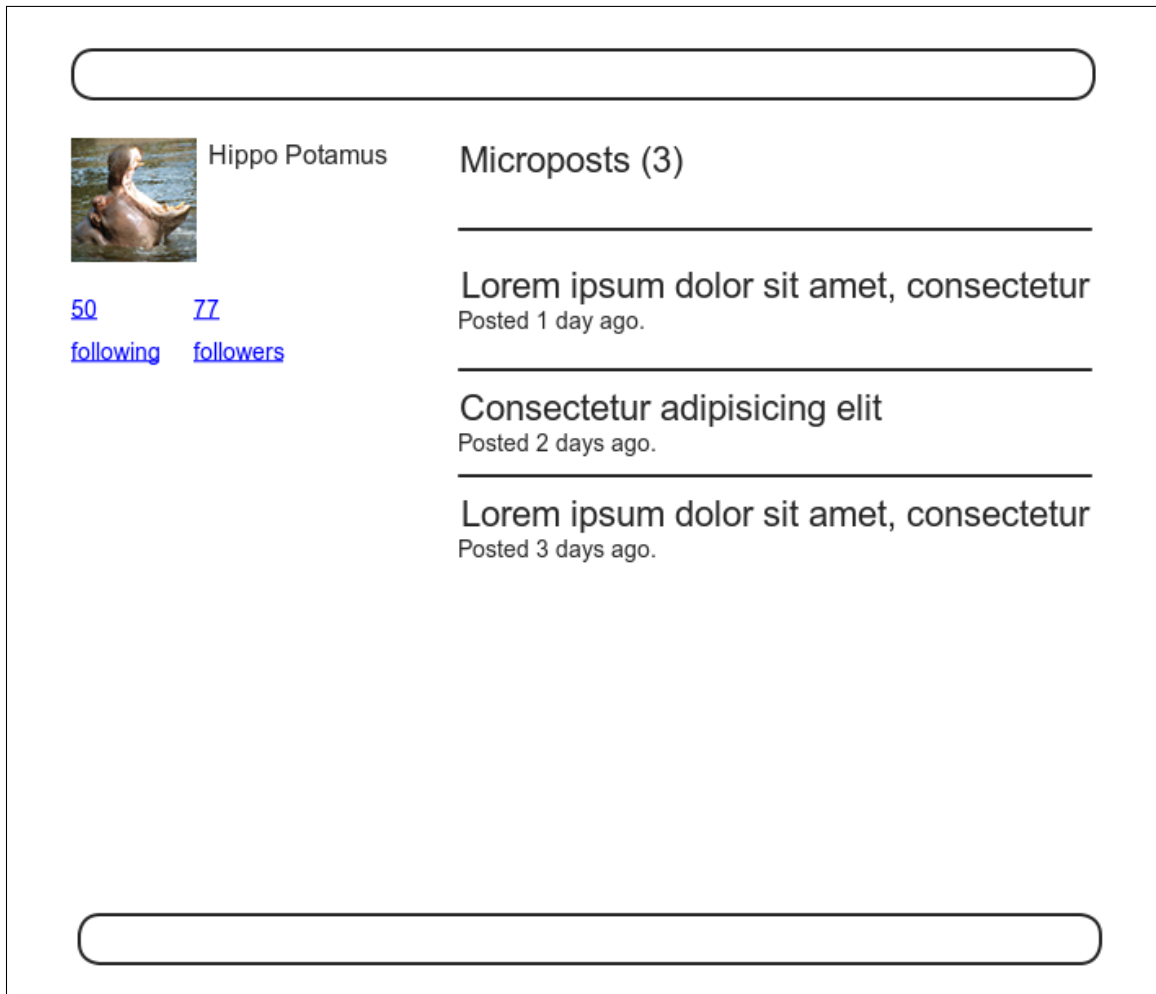 Hippo Potamus
50 77
following followers
Microposts (3)
Lorem ipsum dolor sit amet, consectetur
Posted 1 day ago.
Consectetur adipisicing elit
Posted 2 days ago.
Lorem ipsum dolor sit amet, consectetur
Posted 3 days ago.